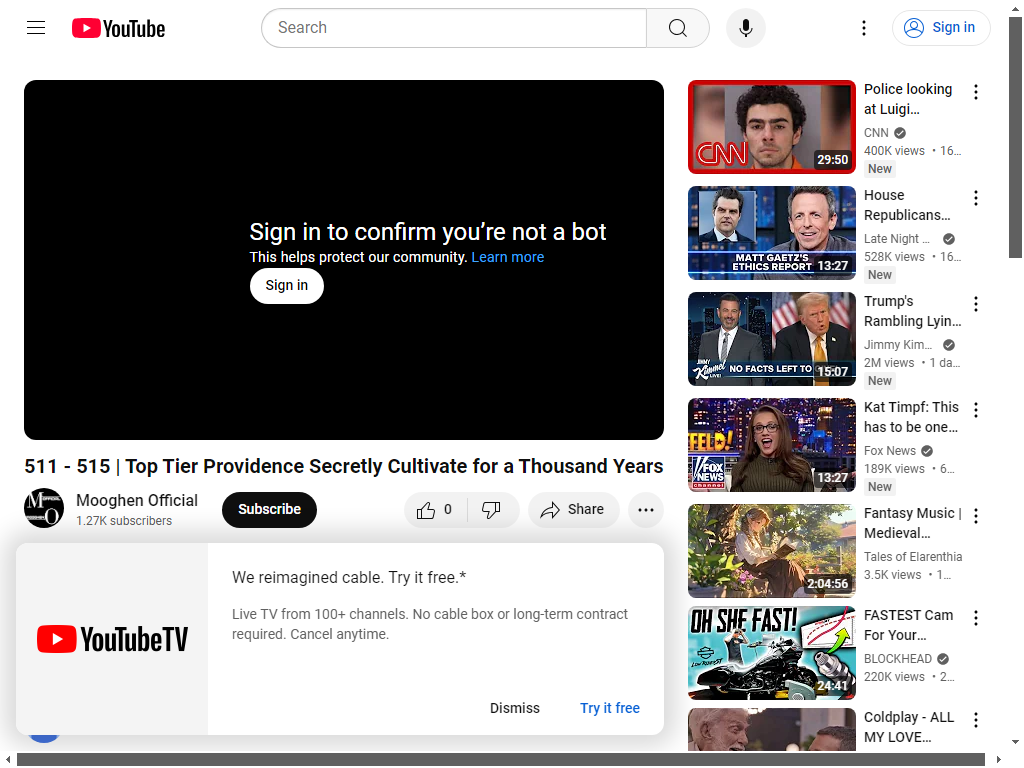 YouTube
Search
Sign in
Sign in to confirm you’re not a bot
This helps protect our community. Learn more
Sign in
511 - 515 | Top Tier Providence Secretly Cultivate for a Thousand Years
Mooghen Official
1.27K subscribers
Subscribe
0
Share
We reimagined cable. Try it free.*
Live TV from 100+ channels. No cable box or long-term contract
required. Cancel anytime.
YouTubeTV
Dismiss
Try it free
CNN
29:50
Police looking
at Luigi…
CNN
400K views • 16…
New
MATT GAETZ'S
ETHICS REPORT
13:27
House
Republicans…
Late Night …
528K views • 16…
New
JIMMY
Kimmel
LIVE!
NO FACTS LEFT TO
15:07
Trump's
Rambling Lyin…
Jimmy Kim…
2M views • 1 da…
New
FELD!
FOX
NEWS
channel
13:27
Kat Timpf: This
has to be one…
Fox News
189K views • 6…
New
2:04:56
Fantasy Music |
Medieval…
Tales of Elarenthia
3.5K views • 1…
OH SHE FAST!
24:41
FASTEST Cam
For Your…
BLOCKHEAD
220K views • 2…
Coldplay - ALL
MY LOVE…